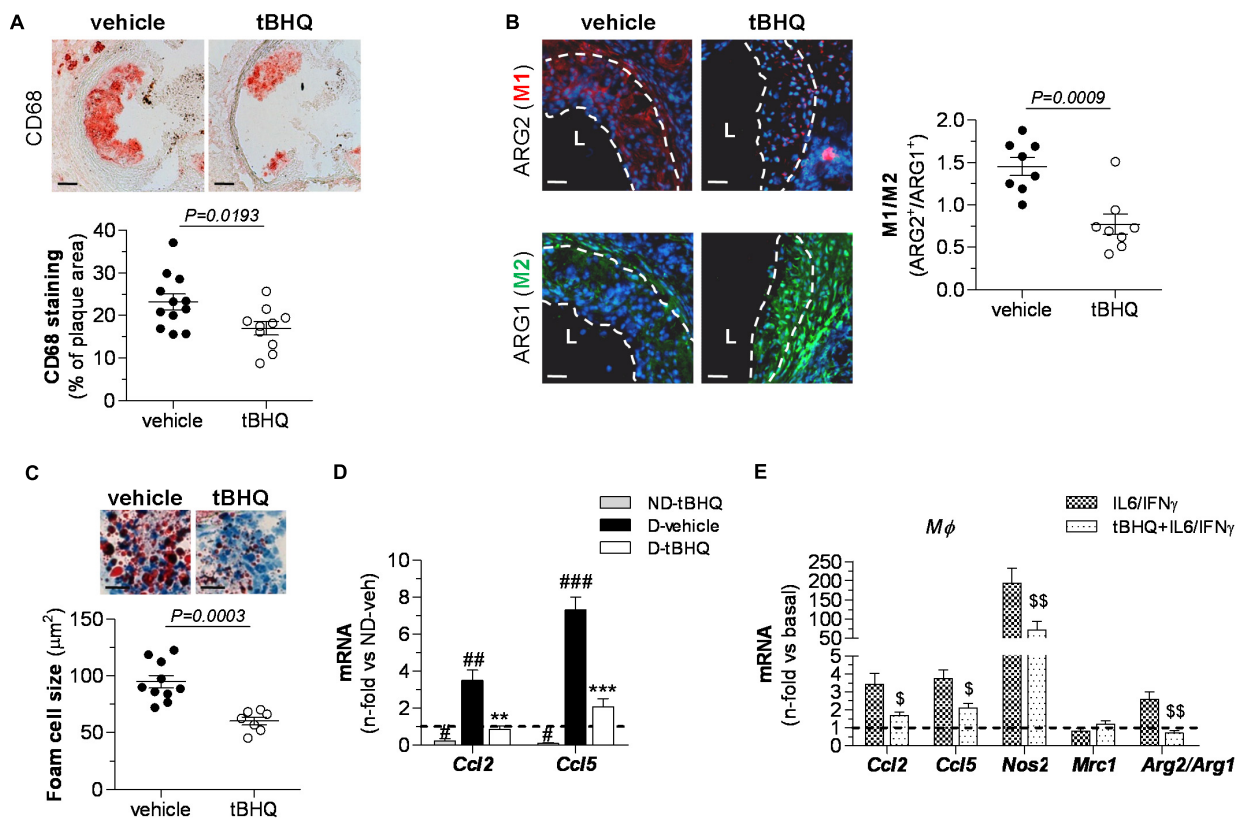 A
vehicle
tBHQ
CD68
P=0.0193
CD68 staining
(% of plaque area)
40
30
20
10
0
vehicle
tBHQ
B
vehicle
tBHQ
ARG2 (M1)
L
L
ARG1 (M2)
L
L
P=0.0009
M1/M2
(ARG2⁺/ARG1⁺)
2.0
1.5
1.0
0.5
0.0
vehicle
tBHQ
C
vehicle
tBHQ
P=0.0003
Foam cell size (μm²)
150
100
50
0
vehicle
tBHQ
D
ND-tBHQ
D-vehicle
D-tBHQ
mRNA
(n-fold vs ND-veh)
10
8
6
4
2
0
#
##
**
#
###
***
Ccl2
Ccl5
E
IL6/IFNγ
tBHQ+IL6/IFNγ
Mϕ
mRNA
(n-fold vs basal)
250
200
150
100
50
5
4
3
2
1
0
$
$
$$
$$
Ccl2
Ccl5
Nos2
Mrc1
Arg2/Arg1